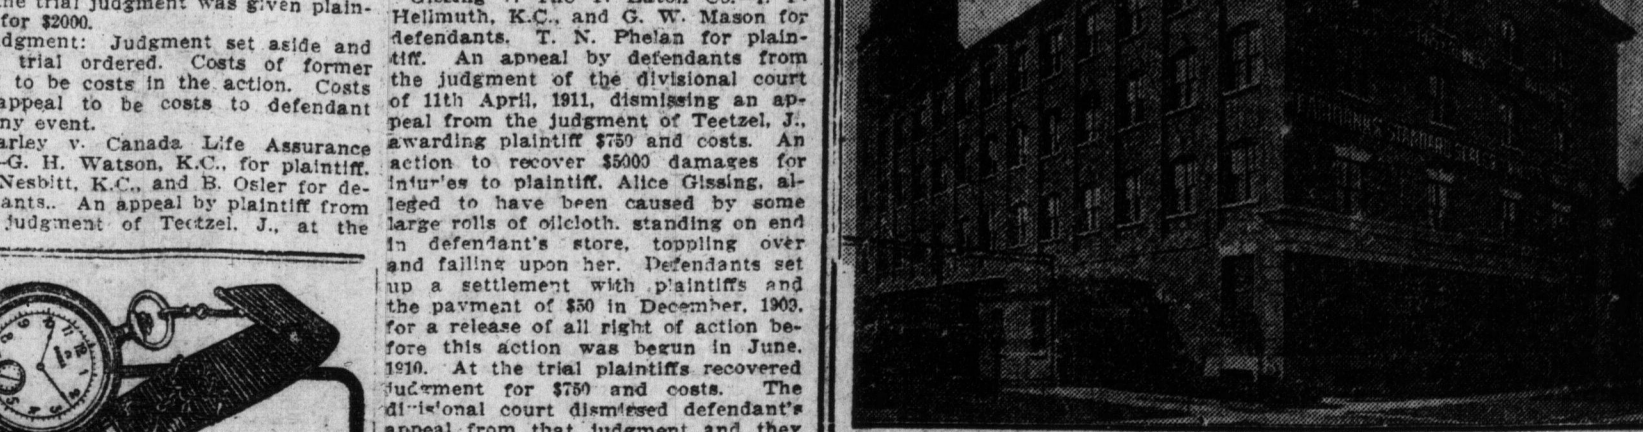 the trial judgment was given plain-
for $2000.
dgment: Judgment set aside and
trial ordered. Costs of former
to be costs in the action. Costs
appeal to be costs to defendant
ny event.
arley v. Canada Life Assurance
-G. H. Watson, K.C., for plaintiff.
Nesbitt, K.C., and B. Osler for de-
ants.. An appeal by plaintiff from
judgment of Teetzel, J., at the
Hellmuth, K.C., and G. W. Mason for
defendants. T. N. Phelan for plain-
tiff. An appeal by defendants from
the judgment of the divisional court
of 11th April, 1911, dismissing an ap-
peal from the judgment of Teetzel, J.,
awarding plaintiff $750 and costs. An
action to recover $5000 damages for
injuries to plaintiff, Alice Gissing, al-
leged to have been caused by some
large rolls of oilcloth, standing on end
in defendant's store, toppling over
and falling upon her. Defendants set
up a settlement with plaintiffs and
the payment of $50 in December, 1909,
for a release of all right of action be-
fore this action was begun in June,
1910. At the trial plaintiffs recovered
judgment for $750 and costs. The
divisional court dismissed defendant's
appeal from that judgment and they
FAIRBANKS STANDARD SCALES